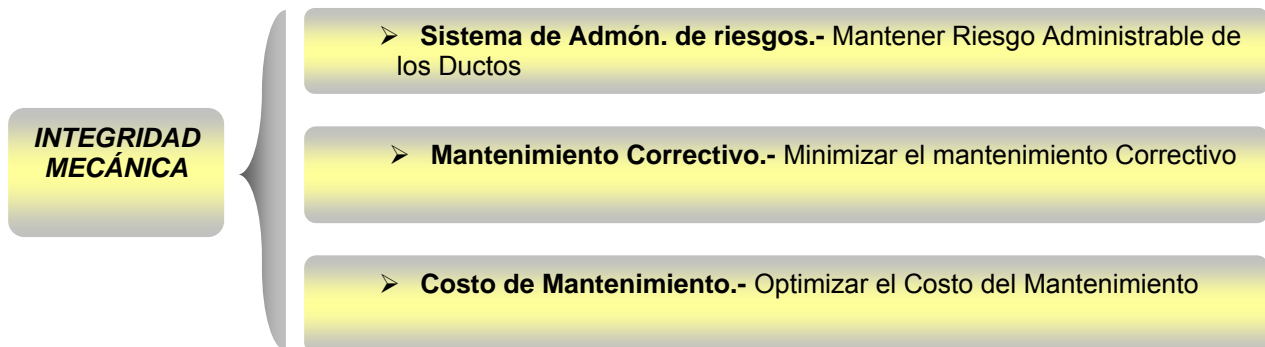 INTEGRIDAD
MECÁNICA
➢ Sistema de Admón. de riesgos.- Mantener Riesgo Administrable de
los Ductos
➢ Mantenimiento Correctivo.- Minimizar el mantenimiento Correctivo
➢ Costo de Mantenimiento.- Optimizar el Costo del Mantenimiento